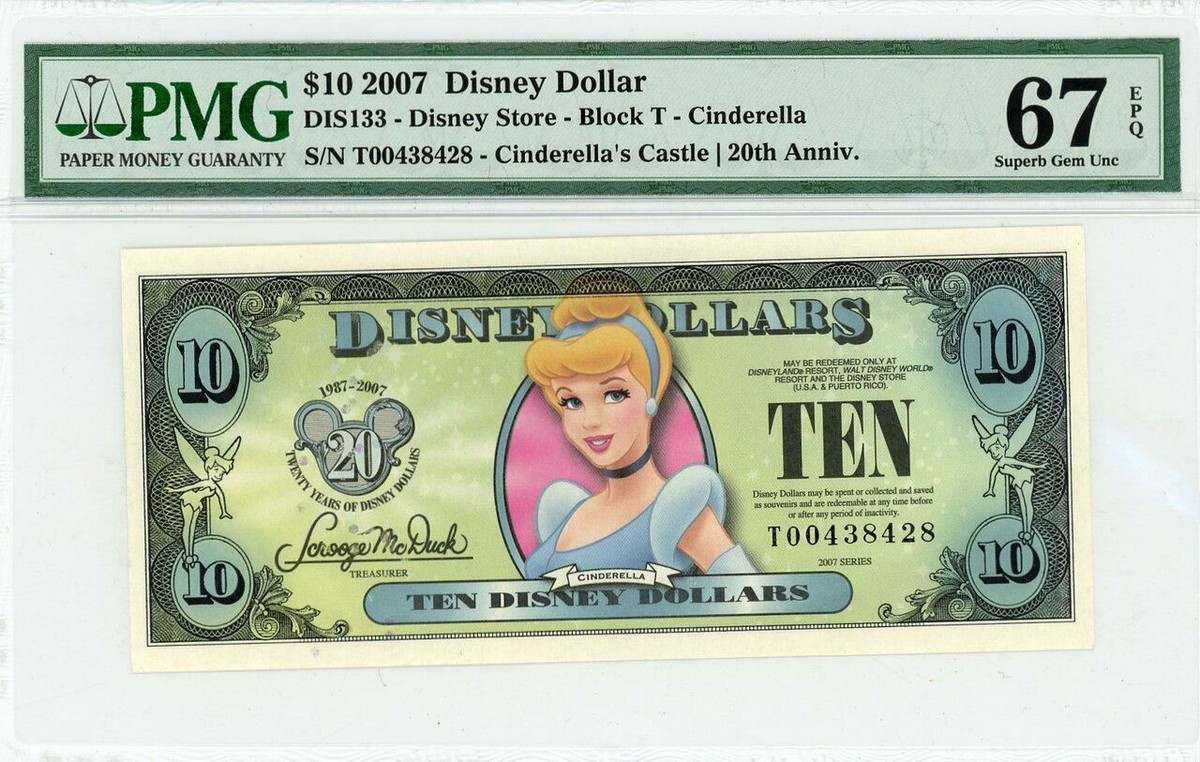 PMG
PAPER MONEY GUARANTY
$10 2007 Disney Dollar
DIS133 - Disney Store - Block T - Cinderella
S/N T00438428 - Cinderella's Castle | 20th Anniv.
67
EPQ
Superb Gem Unc
10
DISNEY DOLLARS
10
1987-2007
20
TWENTY YEARS OF DISNEY DOLLARS
MAY BE REDEEMED ONLY AT
DISNEYLAND® RESORT, WALT DISNEY WORLD®
RESORT AND THE DISNEY STORE
(U.S.A. & PUERTO RICO).
TEN
Disney Dollars may be spent or collected and saved
as souvenirs and are redeemable at any time before
or after any period of inactivity.
T00438428
2007 SERIES
Scrooge McDuck
TREASURER
10
CINDERELLA
TEN DISNEY DOLLARS
10